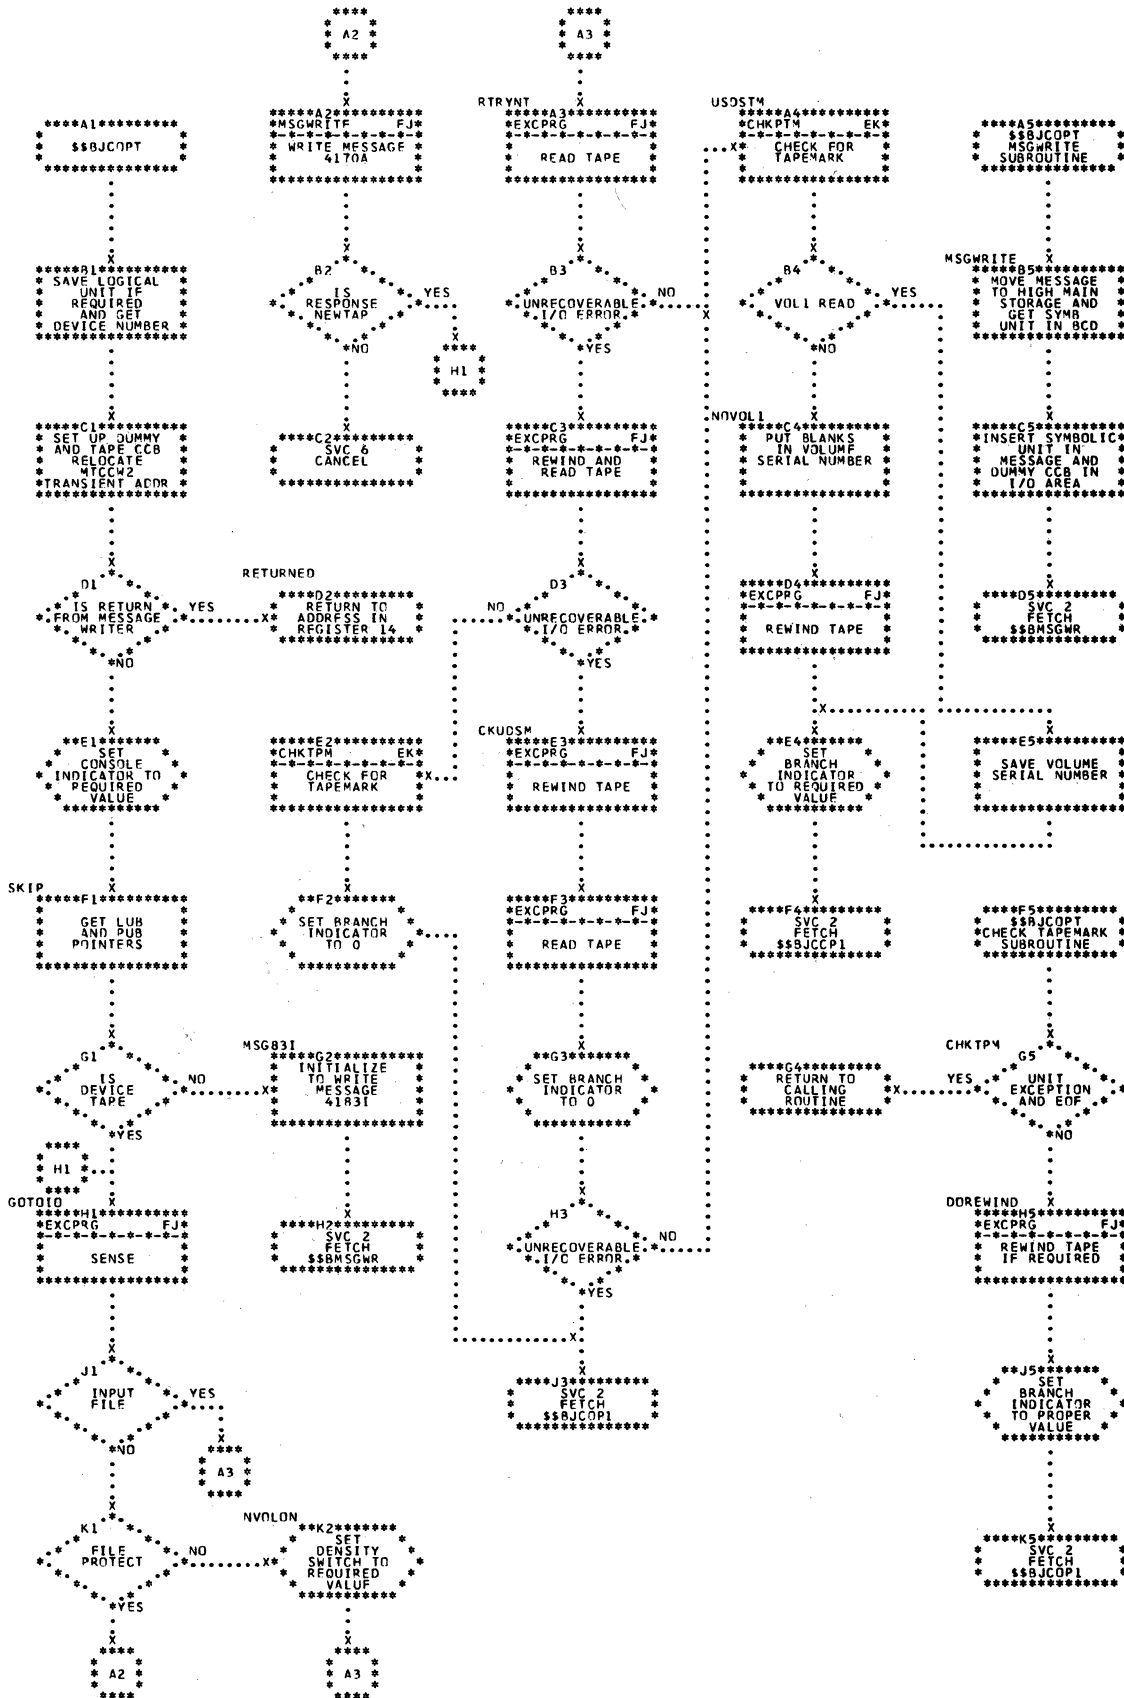 A2
A3
****A1*********
$$BJCOPT
*****A2**********
*MSGWRITE FJ*
WRITE MESSAGE
4170A
RTRYNT
*****A3**********
*EXCPRG FJ*
READ TAPE
USDSTM
*****A4**********
*CHKPTM EK*
CHECK FOR
TAPEMARK
****A5*********
$$BJCOPT
MSGWRITE
SUBROUTINE
*****B1**********
SAVE LOGICAL
UNIT IF
REQUIRED
AND GET
DEVICE NUMBER
B2
IS
RESPONSE
NEWTAP
YES
NO
H1
B3
UNRECOVERABLE
I/O ERROR
NO
YES
B4
VOL1 READ
YES
NO
MSGWRITE
*****B5**********
MOVE MESSAGE
TO HIGH MAIN
STORAGE AND
GET SYMB
UNIT IN BCD
*****C1**********
SET UP DUMMY
AND TAPE CCB
RELOCATE
MTCCW2
TRANSIENT ADDR
****C2*********
SVC 6
CANCEL
*****C3**********
*EXCPRG FJ*
REWIND AND
READ TAPE
NOVOL1
*****C4**********
PUT BLANKS
IN VOLUME
SERIAL NUMBER
*****C5**********
INSERT SYMBOLIC
UNIT IN
MESSAGE AND
DUMMY CCB IN
I/O AREA
D1
IS RETURN
FROM MESSAGE
WRITER
YES
NO
RETURNED
****D2*********
RETURN TO
ADDRESS IN
REGISTER 14
D3
UNRECOVERABLE
I/O ERROR
NO
YES
*****D4**********
*EXCPRG FJ*
REWIND TAPE
****D5*********
SVC 2
FETCH
$$BMSGWR
**E1*******
SET
CONSOLE
INDICATOR TO
REQUIRED
VALUE
*****E2**********
*CHKTPM EK*
CHECK FOR
TAPEMARK
CKUDSM
*****E3**********
*EXCPRG FJ*
REWIND TAPE
**E4*******
SET
BRANCH
INDICATOR
TO REQUIRED
VALUE
*****E5**********
SAVE VOLUME
SERIAL NUMBER
SKIP
*****F1**********
GET LUB
AND PUB
POINTERS
**F2*******
SET BRANCH
INDICATOR
TO 0
*****F3**********
*EXCPRG FJ*
READ TAPE
****F4*********
SVC 2
FETCH
$$BJCCP1
****F5*********
$$BJCOPT
CHECK TAPEMARK
SUBROUTINE
G1
IS
DEVICE
TAPE
NO
YES
MSG83I
*****G2**********
INITIALIZE
TO WRITE
MESSAGE
4183I
**G3*******
SET BRANCH
INDICATOR
TO 0
****G4*********
RETURN TO
CALLING
ROUTINE
CHKTPM
G5
UNIT
EXCEPTION
AND EOF
YES
NO
H1
GOTOIO
*****H1**********
*EXCPRG FJ*
SENSE
****H2*********
SVC 2
FETCH
$$BMSGWR
H3
UNRECOVERABLE
I/C ERROR
NO
YES
DOREWIND
*****H5**********
*EXCPRG FJ*
REWIND TAPE
IF REQUIRED
J1
INPUT
FILE
YES
NO
A3
****J3*********
SVC 2
FETCH
$$BJCOP1
**J5*******
SET
BRANCH
INDICATOR
TO PROPER
VALUE
K1
FILE
PROTECT
NO
YES
NVOLON
**K2*******
SET
DENSITY
SWITCH TO
REQUIRED
VALUF
****K5*********
SVC 2
FETCH
$$BJCOP1
A2
A3